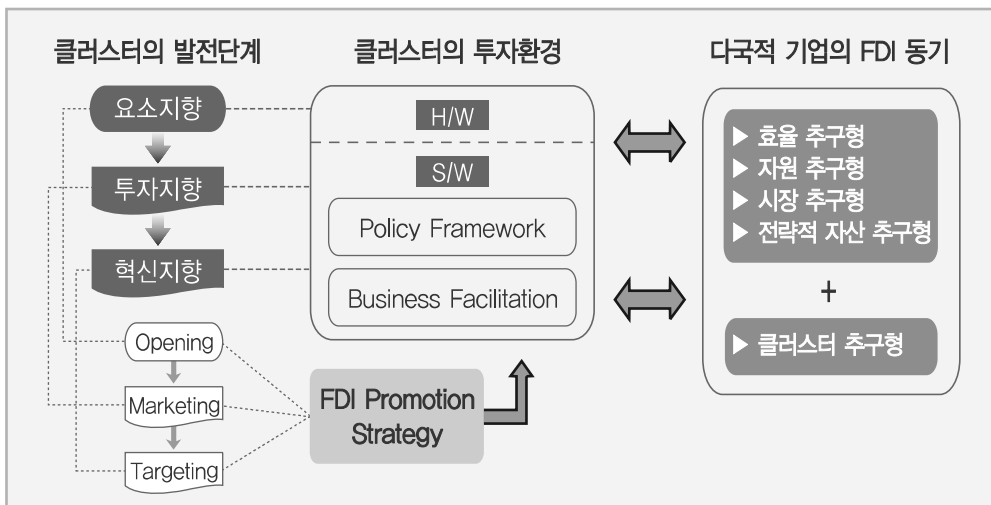 클러스터의 발전단계
요소지향
투자지향
혁신지향
Opening
Marketing
Targeting
클러스터의 투자환경
H/W
S/W
Policy Framework
Business Facilitation
FDI Promotion
Strategy
다국적 기업의 FDI 동기
▶ 효율 추구형
▶ 자원 추구형
▶ 시장 추구형
▶ 전략적 자산 추구형
+
▶ 클러스터 추구형